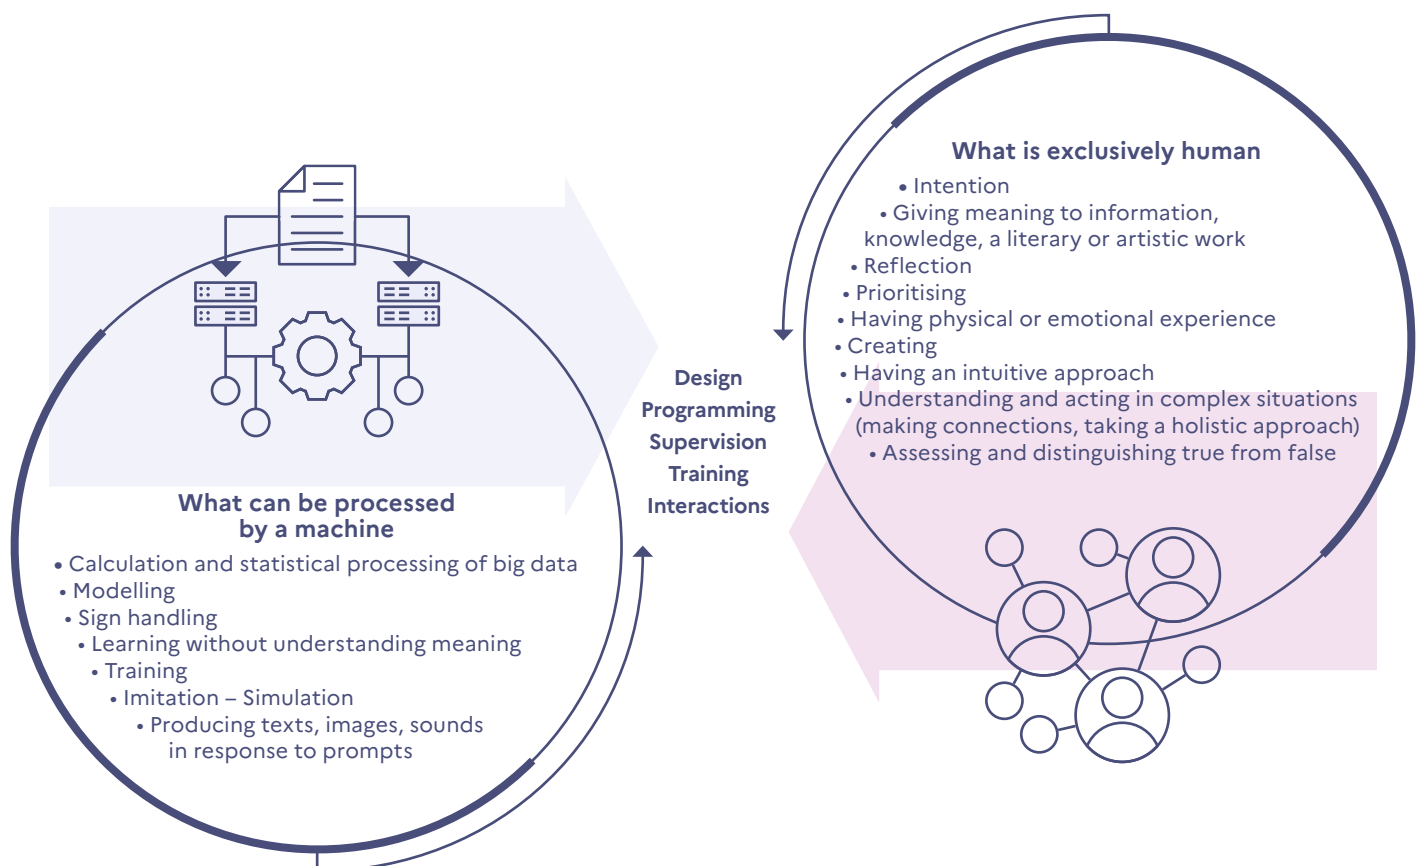 What can be processed
by a machine
• Calculation and statistical processing of big data
• Modelling
• Sign handling
• Learning without understanding meaning
• Training
• Imitation – Simulation
• Producing texts, images, sounds
in response to prompts
Design
Programming
Supervision
Training
Interactions
What is exclusively human
• Intention
• Giving meaning to information,
knowledge, a literary or artistic work
• Reflection
• Prioritising
• Having physical or emotional experience
• Creating
• Having an intuitive approach
• Understanding and acting in complex situations
(making connections, taking a holistic approach)
• Assessing and distinguishing true from false